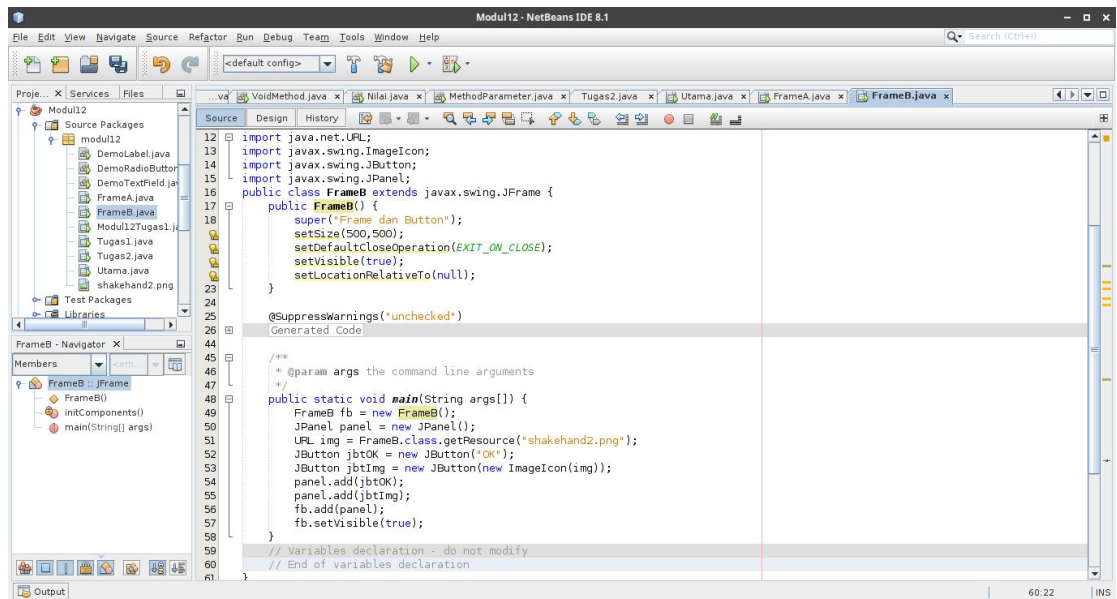 Modul12 - NetBeans IDE 8.1
File Edit View Navigate Source Refactor Run Debug Team Tools Window Help
Search (Ctrl+I)
<default config>
Proje... X Services Files
Modul12
Source Packages
modul12
DemoLabel.java
DemoRadioButton
DemoTextField.jav
FrameA.java
FrameB.java
Modul12Tugas1.ja
Tugas1.java
Tugas2.java
Utama.java
shakehand2.png
Test Packages
Libraries
FrameB - Navigator X
Members
<em...
FrameB :: JFrame
FrameB()
initComponents()
main(String[] args)
...va VoidMethod.java x Nilai.java x MethodParameter.java x Tugas2.java x Utama.java x FrameA.java x FrameB.java x
Source Design History
12 import java.net.URL;
13 import javax.swing.ImageIcon;
14 import javax.swing.JButton;
15 import javax.swing.JPanel;
16 public class FrameB extends javax.swing.JFrame {
17 public FrameB() {
18 super("Frame dan Button");
setSize(500,500);
setDefaultCloseOperation(EXIT_ON_CLOSE);
setVisible(true);
setLocationRelativeTo(null);
23 }
24
25 @SuppressWarnings("unchecked")
26 Generated Code
44
45 /**
46 * @param args the command line arguments
47 */
48 public static void main(String args[]) {
49 FrameB fb = new FrameB();
50 JPanel panel = new JPanel();
51 URL img = FrameB.class.getResource("shakehand2.png");
52 JButton jbtOK = new JButton("OK");
53 JButton jbtImg = new JButton(new ImageIcon(img));
54 panel.add(jbtOK);
55 panel.add(jbtImg);
56 fb.add(panel);
57 fb.setVisible(true);
58 }
59 // Variables declaration - do not modify
60 // End of variables declaration
61 }
Output
60:22 INS